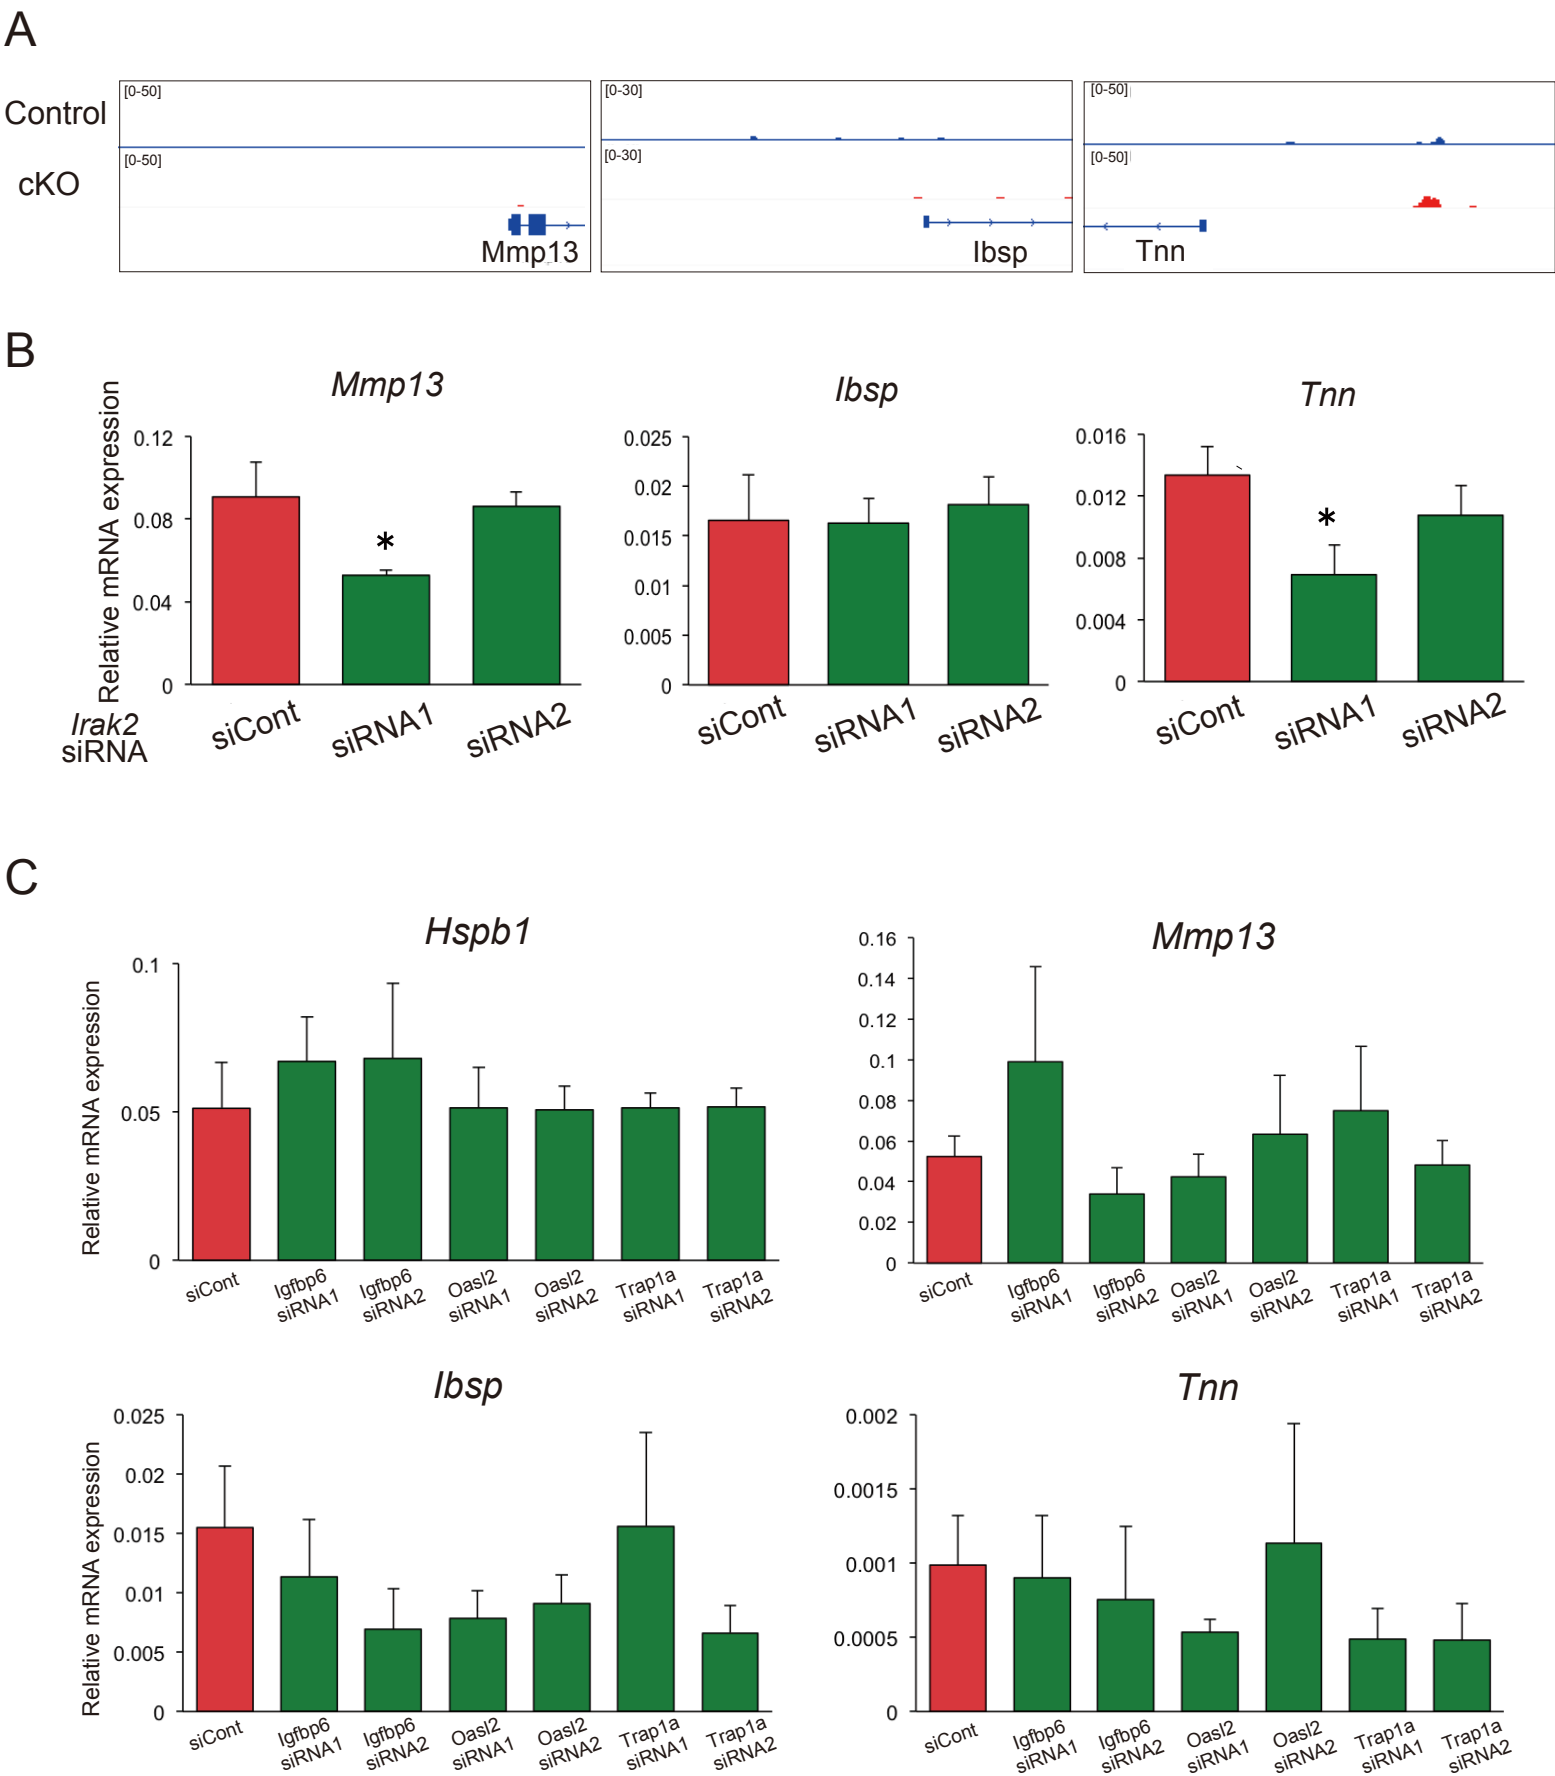 A
Control
cKO
[0-50]
[0-50]
Mmp13
[0-30]
[0-30]
Ibsp
[0-50]
[0-50]
Tnn
B
Relative mRNA expression
Mmp13
0.12
0.08
0.04
0
Irak2
siRNA
siCont
siRNA1
siRNA2
*
Ibsp
0.025
0.02
0.015
0.01
0.005
0
siCont
siRNA1
siRNA2
Tnn
0.016
0.012
0.008
0.004
0
*
siCont
siRNA1
siRNA2
C
Hspb1
Relative mRNA expression
0.1
0.05
0
siCont
Igfbp6
siRNA1
Igfbp6
siRNA2
Oasl2
siRNA1
Oasl2
siRNA2
Trap1a
siRNA1
Trap1a
siRNA2
Mmp13
0.16
0.14
0.12
0.1
0.08
0.06
0.04
0.02
0
siCont
Igfbp6
siRNA1
Igfbp6
siRNA2
Oasl2
siRNA1
Oasl2
siRNA2
Trap1a
siRNA1
Trap1a
siRNA2
Ibsp
Relative mRNA expression
0.025
0.02
0.015
0.01
0.005
0
siCont
Igfbp6
siRNA1
Igfbp6
siRNA2
Oasl2
siRNA1
Oasl2
siRNA2
Trap1a
siRNA1
Trap1a
siRNA2
Tnn
0.002
0.0015
0.001
0.0005
0
siCont
Igfbp6
siRNA1
Igfbp6
siRNA2
Oasl2
siRNA1
Oasl2
siRNA2
Trap1a
siRNA1
Trap1a
siRNA2